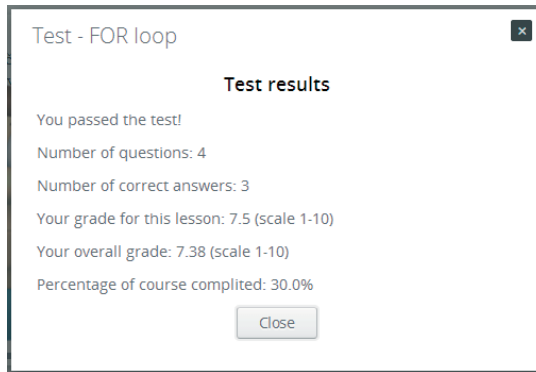 Test - FOR loop
Test results
You passed the test!
Number of questions: 4
Number of correct answers: 3
Your grade for this lesson: 7.5 (scale 1-10)
Your overall grade: 7.38 (scale 1-10)
Percentage of course complited: 30.0%
Close